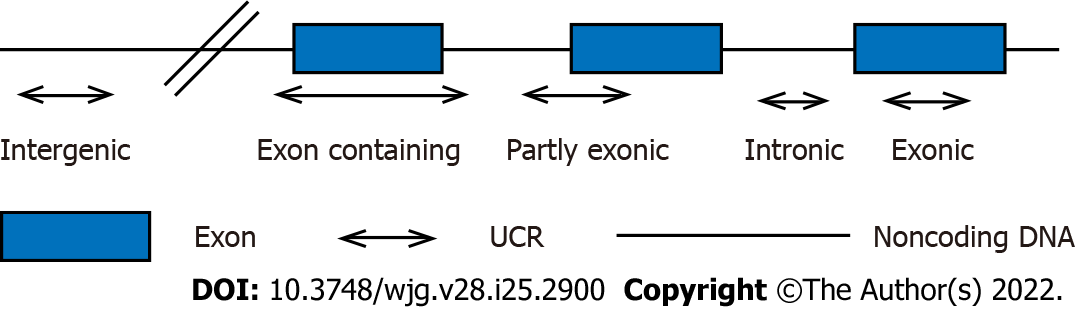 Intergenic Exon containing Partly exonic Intronic Exonic
Exon UCR Noncoding DNA
DOI: 10.3748/wjg.v28.i25.2900 Copyright ©The Author(s) 2022.